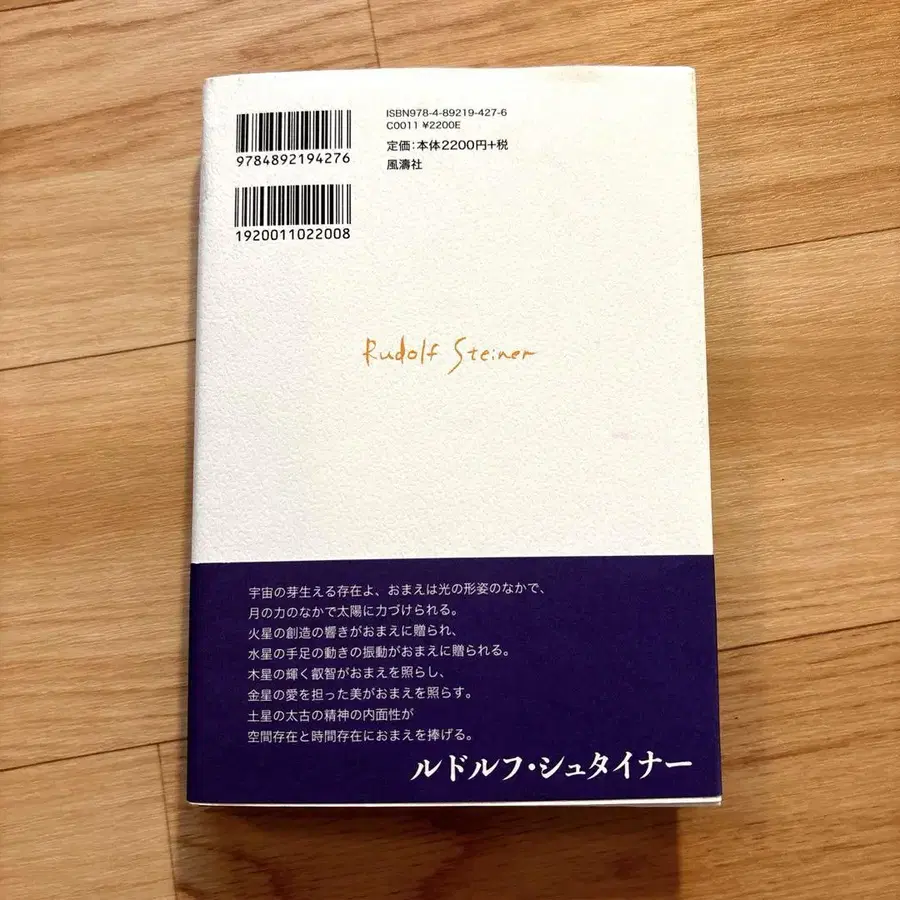 ISBN978-4-89219-427-6
C0011 ¥2200E
定価:本体2200円+税
風濤社
9784892194276
1920011022008
Rudolf Steiner
宇宙の芽生える存在よ、おまえは光の形姿のなかで、
月の力のなかで太陽に力づけられる。
火星の創造の響きがおまえに贈られ、
水星の手足の動きの振動がおまえに贈られる。
木星の輝く叡智がおまえを照らし、
金星の愛を担った美がおまえを照らす。
土星の太古の精神の内面性が
空間存在と時間存在におまえを捧げる。
ルドルフ・シュタイナー